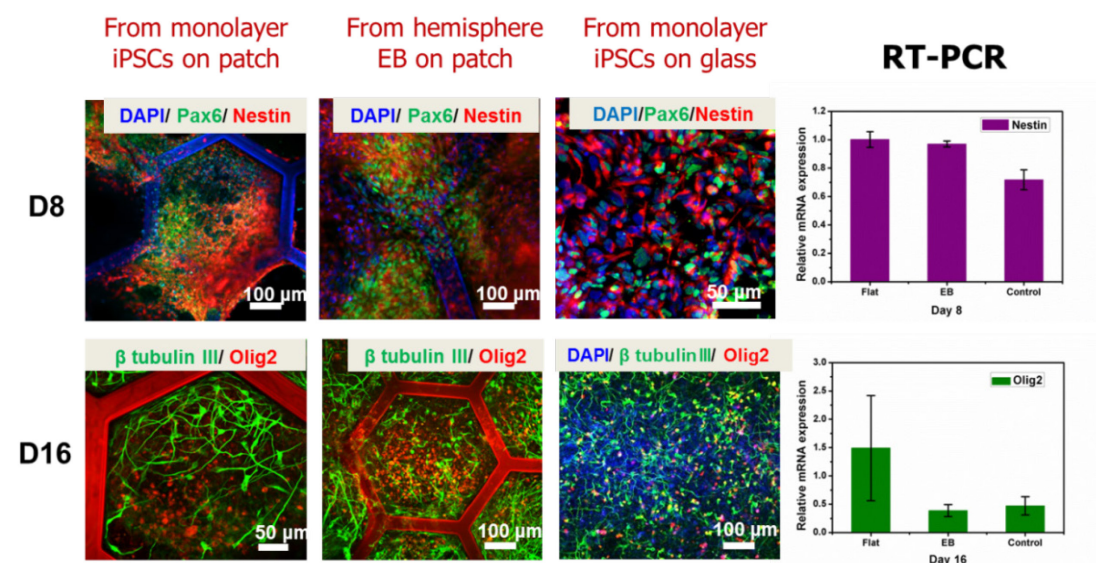 From monolayer
iPSCs on patch
From hemisphere
EB on patch
From monolayer
iPSCs on glass
RT-PCR
D8
DAPI/ Pax6/ Nestin
100 µm
DAPI/ Pax6/ Nestin
100 µm
DAPI/Pax6/Nestin
50 µm
Relative mRNA expression
1.2
1.0
0.8
0.6
0.4
0.2
0.0
Nestin
Flat
EB
Control
Day 8
D16
β tubulin III/ Olig2
50 µm
β tubulin III/ Olig2
100 µm
DAPI/ β tubulin III/ Olig2
100 µm
Relative mRNA expression
3.0
2.5
2.0
1.5
1.0
0.5
0.0
Olig2
Flat
EB
Control
Day 16